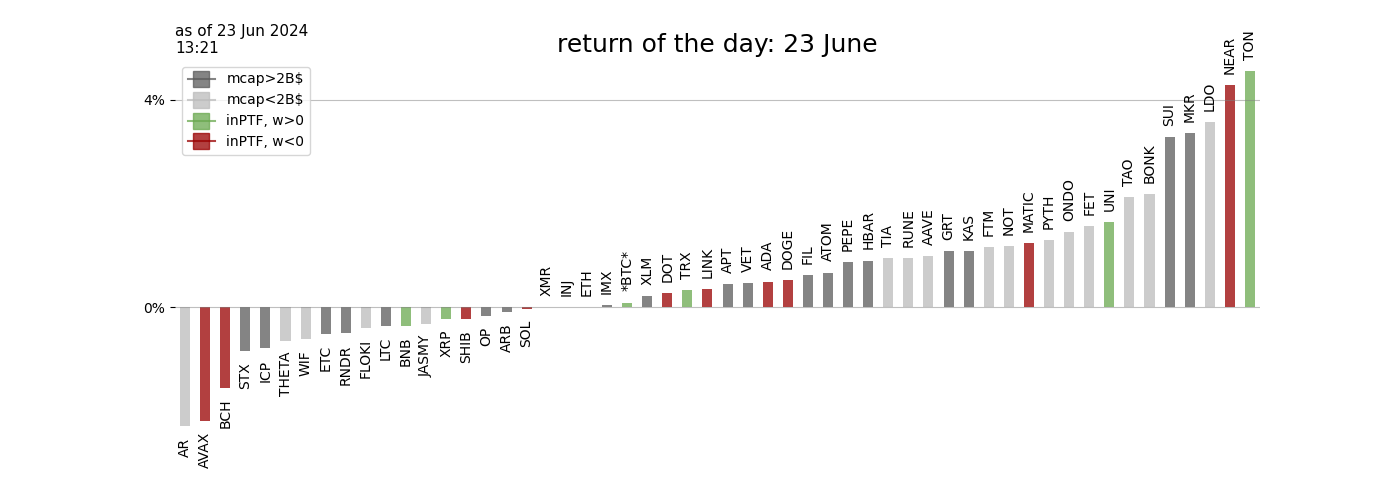 as of 23 Jun 2024
13:21
return of the day: 23 June
mcap>2B$
mcap<2B$
inPTF, w>0
inPTF, w<0
4%
0%
AR
AVAX
BCH
STX
ICP
THETA
WIF
ETC
RNDR
FLOKI
LTC
BNB
JASMY
XRP
SHIB
OP
ARB
SOL
XMR
INJ
ETH
IMX
*BTC*
XLM
DOT
TRX
LINK
APT
VET
ADA
DOGE
FIL
ATOM
PEPE
HBAR
TIA
RUNE
AAVE
GRT
KAS
FTM
NOT
MATIC
PYTH
ONDO
FET
UNI
TAO
BONK
SUI
MKR
LDO
NEAR
TON